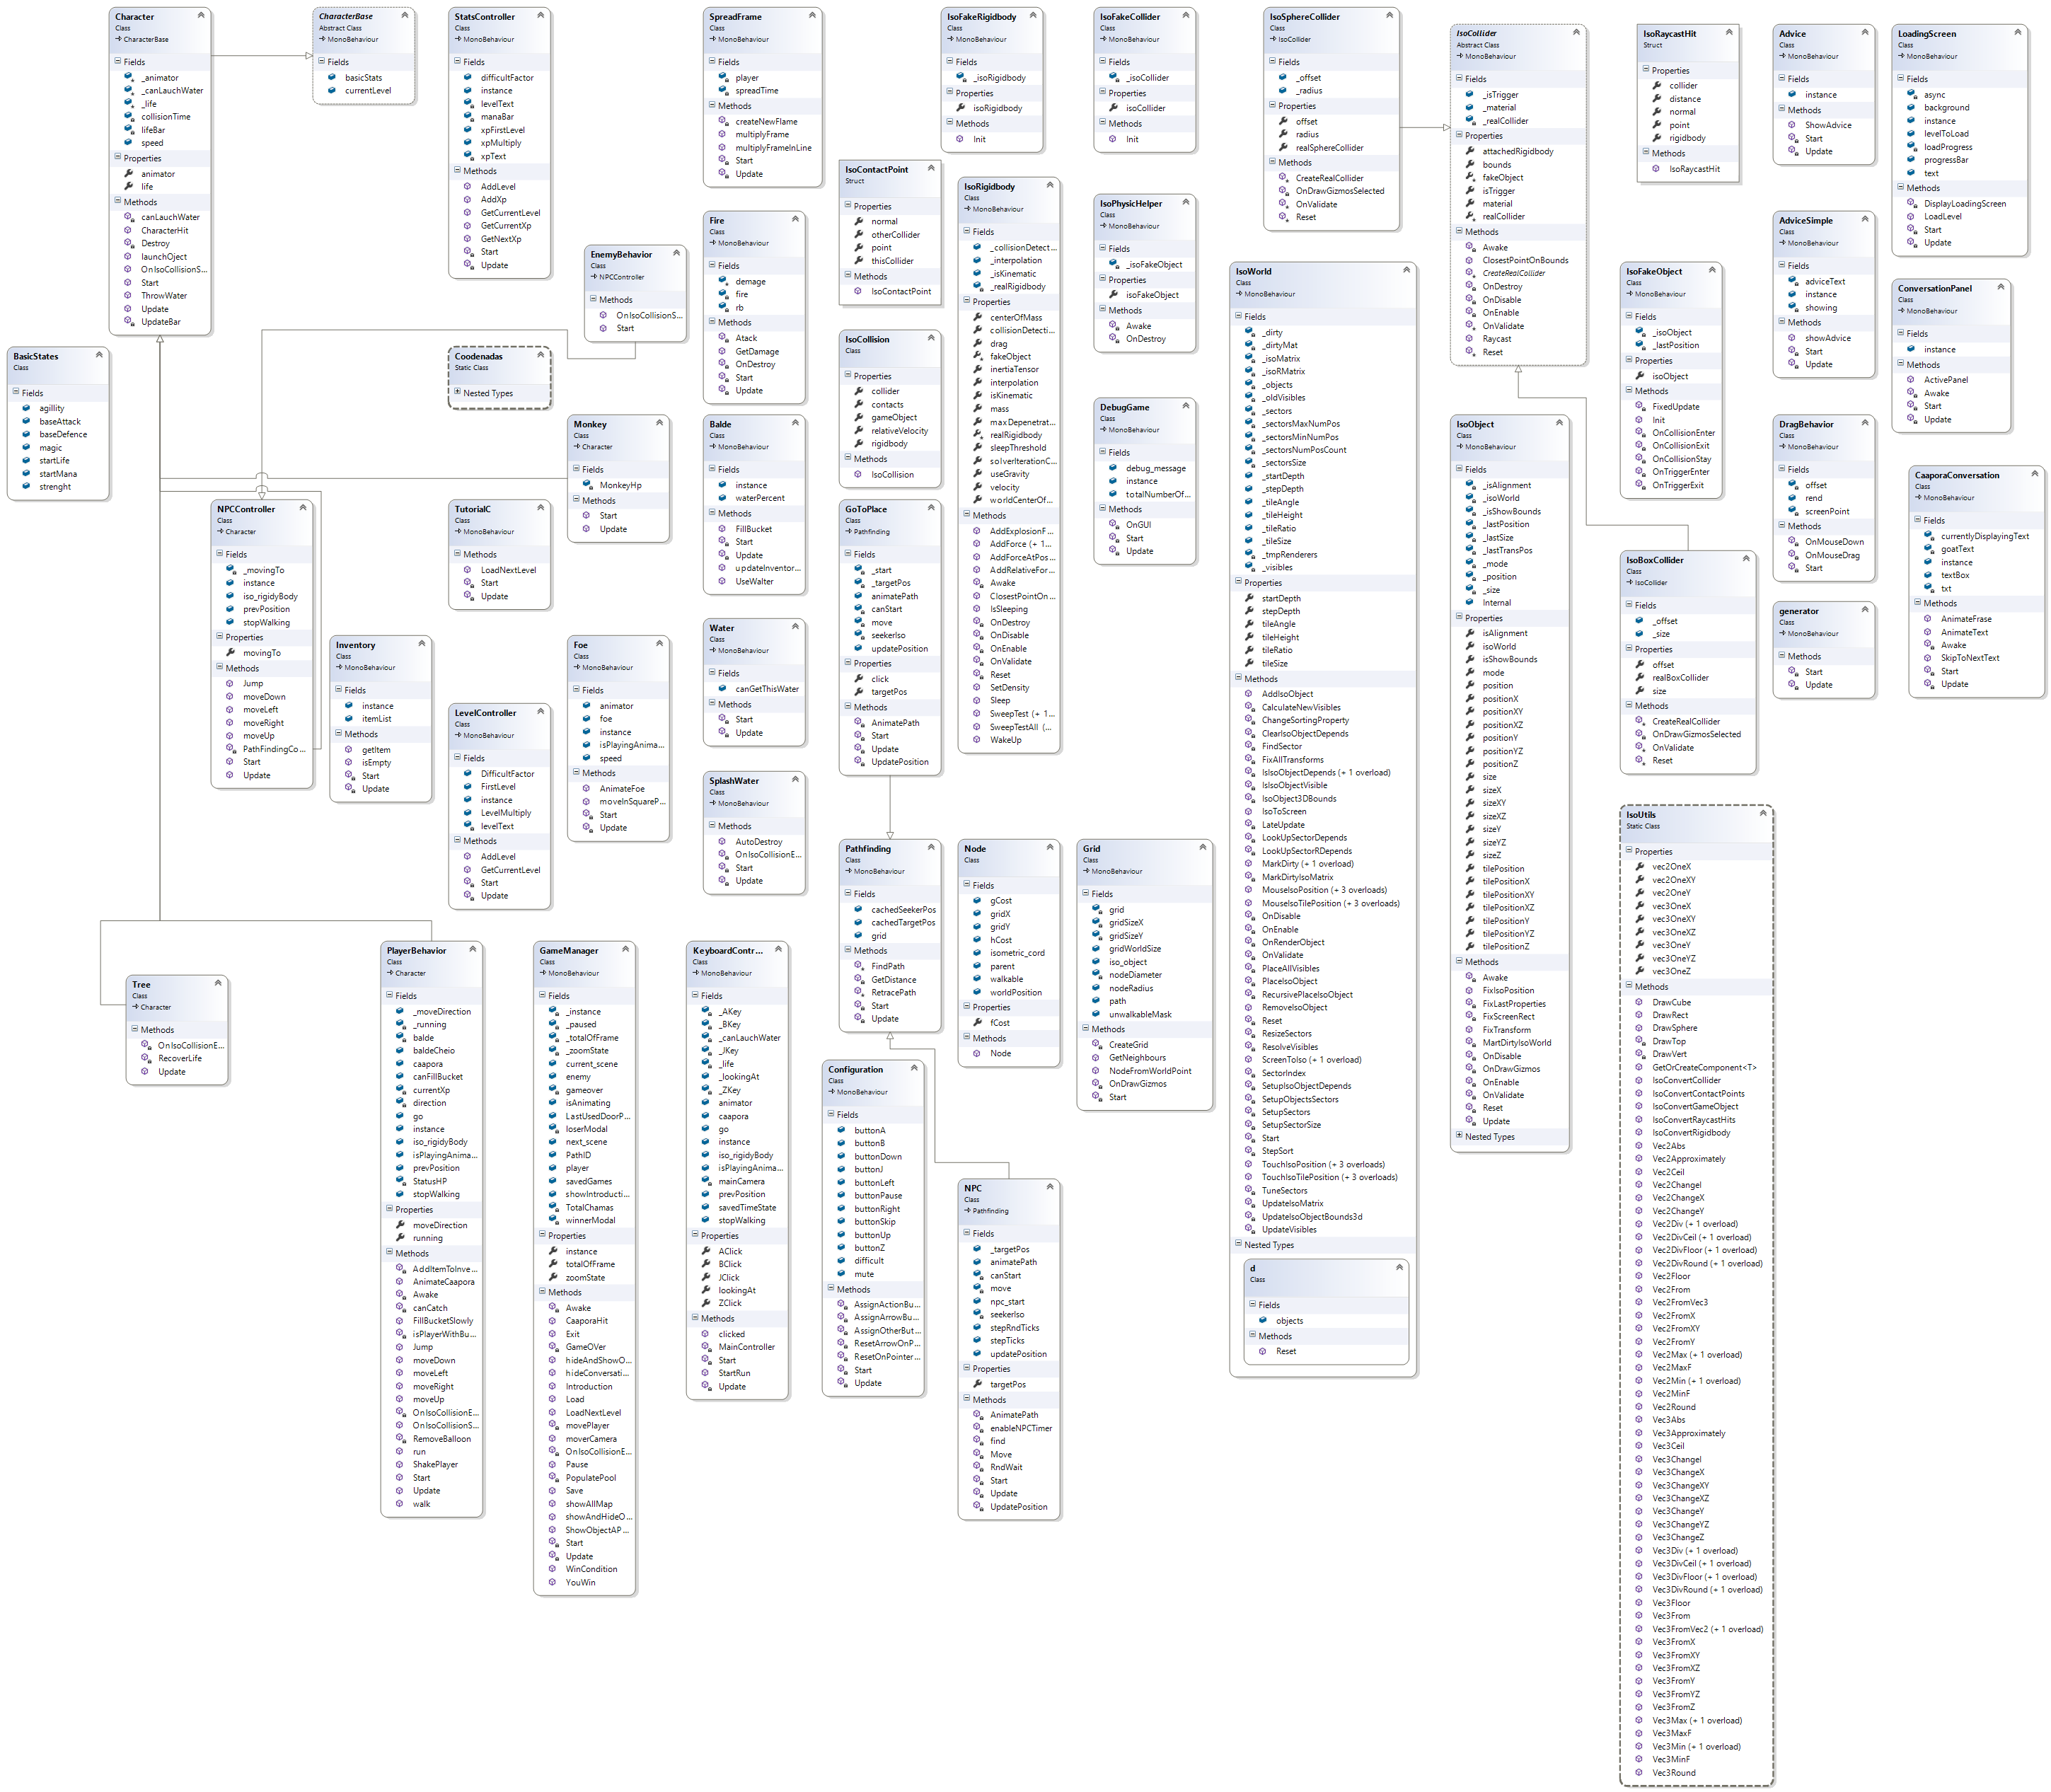 Character
Class
CharacterBase
Fields
_animator
_canLauchWater
_life
collisionTime
lifeBar
speed
Properties
animator
life
Methods
canLauchWater
CharacterHit
Destroy
launchOject
OnIsoCollisionS...
Start
ThrowWater
Update
UpdateBar
CharacterBase
Abstract Class
MonoBehaviour
Fields
basicStats
currentLevel
StatsController
Class
MonoBehaviour
Fields
difficultFactor
instance
levelText
manaBar
xpFirstLevel
xpMultiply
xpText
Methods
AddLevel
AddXp
GetCurrentLevel
GetCurrentXp
GetNextXp
Start
Update
EnemyBehavior
Class
NPCController
Methods
OnIsoCollisionS...
Start
BasicStates
Class
Fields
agillity
baseAttack
baseDefence
magic
startLife
startMana
strenght
Coodenadas
Static Class
Nested Types
Monkey
Class
Character
Fields
MonkeyHp
Methods
Start
Update
NPCController
Class
Character
Fields
_movingTo
instance
iso_rigidyBody
prevPosition
stopWalking
Properties
movingTo
Methods
Jump
moveDown
moveLeft
moveRight
moveUp
PathFindingCo...
Start
Update
TutorialC
Class
MonoBehaviour
Methods
LoadNextLevel
Start
Update
Inventory
Class
MonoBehaviour
Fields
instance
itemList
Methods
getItem
isEmpty
Start
Update
LevelController
Class
MonoBehaviour
Fields
DifficultFactor
FirstLevel
instance
LevelMultiply
levelText
Methods
AddLevel
GetCurrentLevel
Start
Update
Foe
Class
MonoBehaviour
Fields
animator
foe
instance
isPlayingAnima...
speed
Methods
AnimateFoe
moveInSquareP...
Start
Update
SpreadFrame
Class
MonoBehaviour
Fields
player
spreadTime
Methods
createNewFlame
multiplyFrame
multiplyFrameInLine
Start
Update
Fire
Class
MonoBehaviour
Fields
demage
fire
rb
Methods
Atack
GetDamage
OnDestroy
Start
Update
Balde
Class
MonoBehaviour
Fields
instance
waterPercent
Methods
FillBucket
Start
Update
updateInventor...
UseWalter
Water
Class
MonoBehaviour
Fields
canGetThisWater
Methods
Start
Update
SplashWater
Class
MonoBehaviour
Methods
AutoDestroy
OnIsoCollisionE...
Start
Update
IsoContactPoint
Struct
Properties
normal
otherCollider
point
thisCollider
Methods
IsoContactPoint
IsoCollision
Class
Properties
collider
contacts
gameObject
relativeVelocity
rigidbody
Methods
IsoCollision
GoToPlace
Class
Pathfinding
Fields
_start
_targetPos
animatePath
canStart
move
seekerIso
updatePosition
Properties
click
targetPos
Methods
AnimatePath
Start
Update
UpdatePosition
Pathfinding
Class
MonoBehaviour
Fields
cachedSeekerPos
cachedTargetPos
grid
Methods
FindPath
GetDistance
RetracePath
Start
Update
IsoFakeRigidbody
Class
MonoBehaviour
Fields
_isoRigidbody
Properties
isoRigidbody
Methods
Init
IsoRigidbody
Class
MonoBehaviour
Fields
_collisionDetect...
_interpolation
_isKinematic
_realRigidbody
Properties
centerOfMass
collisionDetecti...
drag
fakeObject
inertiaTensor
interpolation
isKinematic
mass
maxDepenetrat...
realRigidbody
sleepThreshold
solverIterationC...
useGravity
velocity
worldCenterOf...
Methods
AddExplosionF...
AddForce (+ 1...
AddForceAtPos...
AddRelativeFor...
Awake
ClosestPointOn...
IsSleeping
OnDestroy
OnDisable
OnEnable
OnValidate
Reset
SetDensity
Sleep
SweepTest (+ 1...
SweepTestAll (...
WakeUp
Node
Class
Fields
gCost
gridX
gridY
hCost
isometric_cord
parent
walkable
worldPosition
Properties
fCost
Methods
Node
Grid
Class
MonoBehaviour
Fields
grid
gridSizeX
gridSizeY
gridWorldSize
iso_object
nodeDiameter
nodeRadius
path
unwalkableMask
Methods
CreateGrid
GetNeighbours
NodeFromWorldPoint
OnDrawGizmos
Start
IsoFakeCollider
Class
MonoBehaviour
Fields
_isoCollider
Properties
isoCollider
Methods
Init
IsoPhysicHelper
Class
MonoBehaviour
Fields
_isoFakeObject
Properties
isoFakeObject
Methods
Awake
OnDestroy
DebugGame
Class
MonoBehaviour
Fields
debug_message
instance
totalNumberOf...
Methods
OnGUI
Start
Update
IsoSphereCollider
Class
IsoCollider
Fields
_offset
_radius
Properties
offset
radius
realSphereCollider
Methods
CreateRealCollider
OnDrawGizmosSelected
OnValidate
Reset
IsoWorld
Class
MonoBehaviour
Fields
_dirty
_dirtyMat
_isoMatrix
_isoRMatrix
_objects
_oldVisibles
_sectors
_sectorsMaxNumPos
_sectorsMinNumPos
_sectorsNumPosCount
_sectorsSize
_startDepth
_stepDepth
_tileAngle
_tileHeight
_tileRatio
_tileSize
_tmpRenderers
_visibles
Properties
startDepth
stepDepth
tileAngle
tileHeight
tileRatio
tileSize
Methods
AddIsoObject
CalculateNewVisibles
ChangeSortingProperty
ClearIsoObjectDepends
FindSector
FixAllTransforms
IsIsoObjectDepends (+ 1 overload)
IsIsoObjectVisible
IsoObject3DBounds
IsoToScreen
LateUpdate
LookUpSectorDepends
LookUpSectorRDepends
MarkDirty (+ 1 overload)
MarkDirtyIsoMatrix
MouseIsoPosition (+ 3 overloads)
MouseIsoTilePosition (+ 3 overloads)
OnDisable
OnEnable
OnRenderObject
OnValidate
PlaceAllVisibles
PlaceIsoObject
RecursivePlaceIsoObject
RemoveIsoObject
Reset
ResizeSectors
ResolveVisibles
ScreenToIso (+ 1 overload)
SectorIndex
SetupIsoObjectDepends
SetupObjectsSectors
SetupSectors
SetupSectorSize
Start
StepSort
TouchIsoPosition (+ 3 overloads)
TouchIsoTilePosition (+ 3 overloads)
TuneSectors
UpdateIsoMatrix
UpdateIsoObjectBounds3d
UpdateVisibles
Nested Types
d
Class
Fields
objects
Methods
Reset
IsoCollider
Abstract Class
MonoBehaviour
Fields
_isTrigger
_material
_realCollider
Properties
attachedRigidbody
bounds
fakeObject
isTrigger
material
realCollider
Methods
Awake
ClosestPointOnBounds
CreateRealCollider
OnDestroy
OnDisable
OnEnable
OnValidate
Raycast
Reset
IsoObject
Class
MonoBehaviour
Fields
_isAlignment
_isoWorld
_isShowBounds
_lastPosition
_lastSize
_lastTransPos
_mode
_position
_size
Internal
Properties
isAlignment
isoWorld
isShowBounds
mode
position
positionX
positionXY
positionXZ
positionY
positionYZ
positionZ
size
sizeX
sizeXY
sizeXZ
sizeY
sizeYZ
sizeZ
tilePosition
tilePositionX
tilePositionXY
tilePositionXZ
tilePositionY
tilePositionYZ
tilePositionZ
Methods
Awake
FixIsoPosition
FixLastProperties
FixScreenRect
FixTransform
MartDirtyIsoWorld
OnDisable
OnDrawGizmos
OnEnable
OnValidate
Reset
Update
Nested Types
IsoRaycastHit
Struct
Properties
collider
distance
normal
point
rigidbody
Methods
IsoRaycastHit
IsoFakeObject
Class
MonoBehaviour
Fields
_isoObject
_lastPosition
Properties
isoObject
Methods
FixedUpdate
Init
OnCollisionEnter
OnCollisionExit
OnCollisionStay
OnTriggerEnter
OnTriggerExit
IsoBoxCollider
Class
IsoCollider
Fields
_offset
_size
Properties
offset
realBoxCollider
size
Methods
CreateRealCollider
OnDrawGizmosSelected
OnValidate
Reset
IsoUtils
Static Class
Properties
vec2OneX
vec2OneXY
vec2OneY
vec3OneX
vec3OneXY
vec3OneXZ
vec3OneY
vec3OneYZ
vec3OneZ
Methods
DrawCube
DrawRect
DrawSphere
DrawTop
DrawVert
GetOrCreateComponent<T>
IsoConvertCollider
IsoConvertContactPoints
IsoConvertGameObject
IsoConvertRaycastHits
IsoConvertRigidbody
Vec2Abs
Vec2Approximately
Vec2Ceil
Vec2ChangeI
Vec2ChangeX
Vec2ChangeY
Vec2Div (+ 1 overload)
Vec2DivCeil (+ 1 overload)
Vec2DivFloor (+ 1 overload)
Vec2DivRound (+ 1 overload)
Vec2Floor
Vec2From
Vec2FromVec3
Vec2FromX
Vec2FromXY
Vec2FromY
Vec2Max (+ 1 overload)
Vec2MaxF
Vec2Min (+ 1 overload)
Vec2MinF
Vec2Round
Vec3Abs
Vec3Approximately
Vec3Ceil
Vec3ChangeI
Vec3ChangeX
Vec3ChangeXY
Vec3ChangeXZ
Vec3ChangeY
Vec3ChangeYZ
Vec3ChangeZ
Vec3Div (+ 1 overload)
Vec3DivCeil (+ 1 overload)
Vec3DivFloor (+ 1 overload)
Vec3DivRound (+ 1 overload)
Vec3Floor
Vec3From
Vec3FromVec2 (+ 1 overload)
Vec3FromX
Vec3FromXY
Vec3FromXZ
Vec3FromY
Vec3FromYZ
Vec3FromZ
Vec3Max (+ 1 overload)
Vec3MaxF
Vec3Min (+ 1 overload)
Vec3MinF
Vec3Round
Advice
Class
MonoBehaviour
Fields
instance
Methods
ShowAdvice
Start
Update
AdviceSimple
Class
MonoBehaviour
Fields
adviceText
instance
showing
Methods
showAdvice
Start
Update
DragBehavior
Class
MonoBehaviour
Fields
offset
rend
screenPoint
Methods
OnMouseDown
OnMouseDrag
Start
generator
Class
MonoBehaviour
Methods
Start
Update
LoadingScreen
Class
MonoBehaviour
Fields
async
background
instance
levelToLoad
loadProgress
progressBar
text
Methods
DisplayLoadingScreen
LoadLevel
Start
Update
ConversationPanel
Class
MonoBehaviour
Fields
instance
Methods
ActivePanel
Awake
Start
Update
CaaporaConversation
Class
MonoBehaviour
Fields
currentlyDisplayingText
goatText
instance
textBox
txt
Methods
AnimateFrase
AnimateText
Awake
SkipToNextText
Start
Update
Tree
Class
Character
Methods
OnIsoCollisionE...
RecoverLife
Update
PlayerBehavior
Class
Character
Fields
_moveDirection
_running
balde
baldeCheio
caapora
canFillBucket
currentXp
direction
go
instance
iso_rigidyBody
isPlayingAnima...
prevPosition
StatusHP
stopWalking
Properties
moveDirection
running
Methods
AddItemToInve...
AnimateCaapora
Awake
canCatch
FillBucketSlowly
isPlayerWithBu...
Jump
moveDown
moveLeft
moveRight
moveUp
OnIsoCollisionE...
OnIsoCollisionS...
RemoveBalloon
run
ShakePlayer
Start
Update
walk
GameManager
Class
MonoBehaviour
Fields
_instance
_paused
_totalOfFrame
_zoomState
current_scene
enemy
gameover
isAnimating
LastUsedDoorP...
loserModal
next_scene
PathID
player
savedGames
showIntroducti...
TotalChamas
winnerModal
Properties
instance
totalOfFrame
zoomState
Methods
Awake
CaaporaHit
Exit
GameOVer
hideAndShowO...
hideConversati...
Introduction
Load
LoadNextLevel
movePlayer
moverCamera
OnIsoCollisionE...
Pause
PopulatePool
Save
showAllMap
showAndHideO...
ShowObjectAP...
Start
Update
WinCondition
YouWin
KeyboardContr...
Class
MonoBehaviour
Fields
_AKey
_BKey
_canLauchWater
_JKey
_life
_lookingAt
_ZKey
animator
caapora
go
instance
iso_rigidyBody
isPlayingAnima...
mainCamera
prevPosition
savedTimeState
stopWalking
Properties
AClick
BClick
JClick
lookingAt
ZClick
Methods
clicked
MainController
Start
StartRun
Update
Configuration
Class
MonoBehaviour
Fields
buttonA
buttonB
buttonDown
buttonJ
buttonLeft
buttonPause
buttonRight
buttonSkip
buttonUp
buttonZ
difficult
mute
Methods
AssignActionBu...
AssignArrowBu...
AssignOtherBut...
ResetArrowOnP...
ResetOnPointer...
Start
Update
NPC
Class
Pathfinding
Fields
_targetPos
animatePath
canStart
move
npc_start
seekerIso
stepRndTicks
stepTicks
updatePosition
Properties
targetPos
Methods
AnimatePath
enableNPCTimer
find
Move
RndWait
Start
Update
UpdatePosition